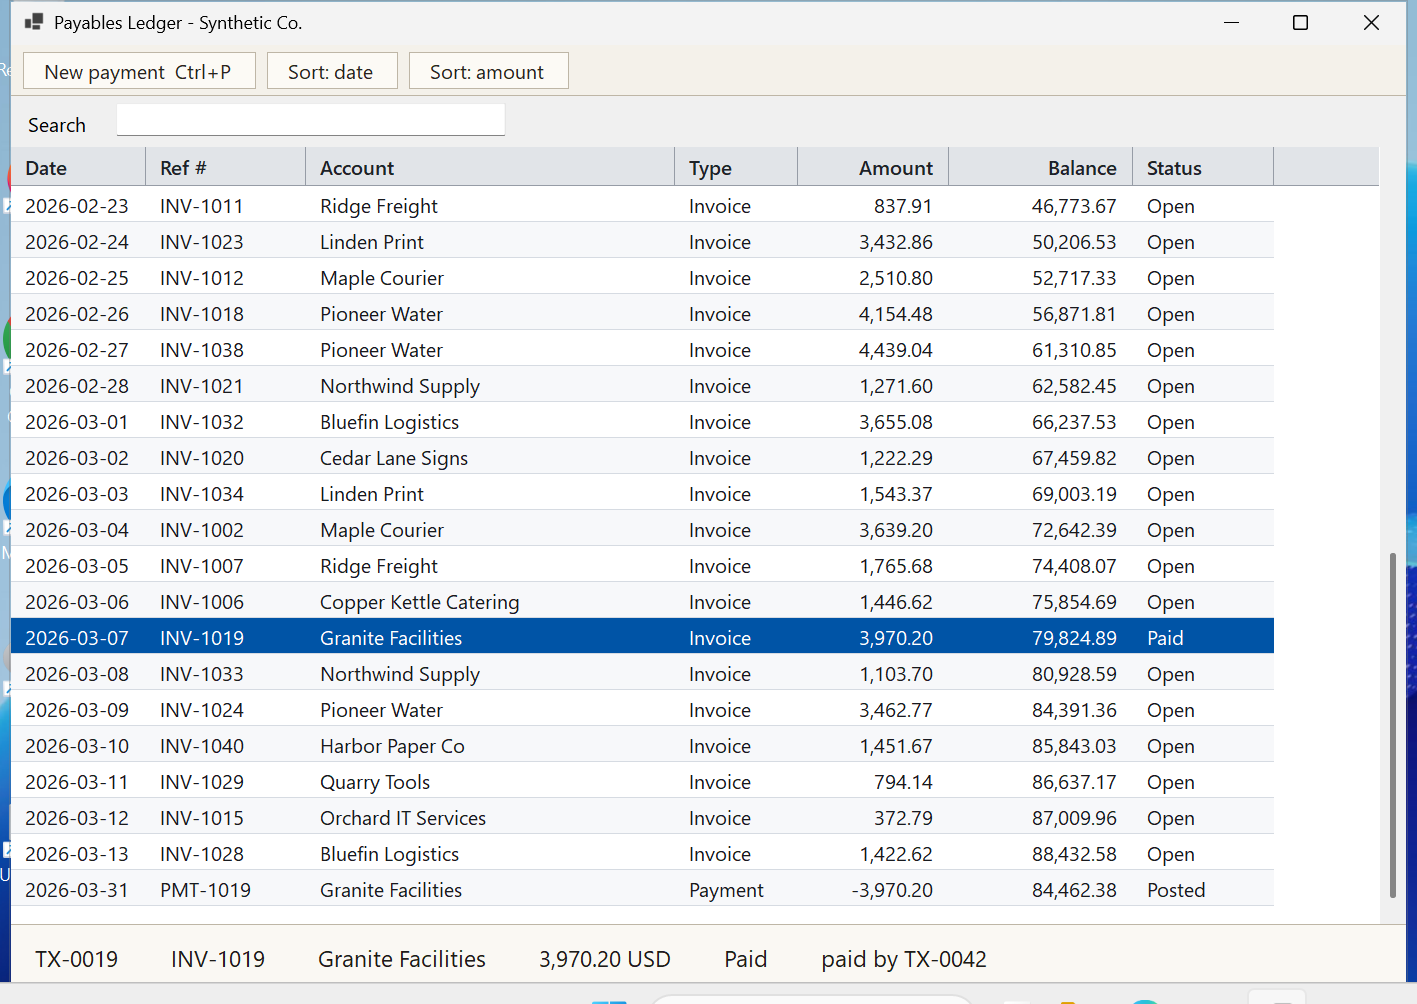 Payables Ledger - Synthetic Co.
New payment  Ctrl+P  Sort: date  Sort: amount
Search
Date  Ref #  Account  Type  Amount  Balance  Status
2026-02-23  INV-1011  Ridge Freight  Invoice  837.91  46,773.67  Open
2026-02-24  INV-1023  Linden Print  Invoice  3,432.86  50,206.53  Open
2026-02-25  INV-1012  Maple Courier  Invoice  2,510.80  52,717.33  Open
2026-02-26  INV-1018  Pioneer Water  Invoice  4,154.48  56,871.81  Open
2026-02-27  INV-1038  Pioneer Water  Invoice  4,439.04  61,310.85  Open
2026-02-28  INV-1021  Northwind Supply  Invoice  1,271.60  62,582.45  Open
2026-03-01  INV-1032  Bluefin Logistics  Invoice  3,655.08  66,237.53  Open
2026-03-02  INV-1020  Cedar Lane Signs  Invoice  1,222.29  67,459.82  Open
2026-03-03  INV-1034  Linden Print  Invoice  1,543.37  69,003.19  Open
2026-03-04  INV-1002  Maple Courier  Invoice  3,639.20  72,642.39  Open
2026-03-05  INV-1007  Ridge Freight  Invoice  1,765.68  74,408.07  Open
2026-03-06  INV-1006  Copper Kettle Catering  Invoice  1,446.62  75,854.69  Open
2026-03-07  INV-1019  Granite Facilities  Invoice  3,970.20  79,824.89  Paid
2026-03-08  INV-1033  Northwind Supply  Invoice  1,103.70  80,928.59  Open
2026-03-09  INV-1024  Pioneer Water  Invoice  3,462.77  84,391.36  Open
2026-03-10  INV-1040  Harbor Paper Co  Invoice  1,451.67  85,843.03  Open
2026-03-11  INV-1029  Quarry Tools  Invoice  794.14  86,637.17  Open
2026-03-12  INV-1015  Orchard IT Services  Invoice  372.79  87,009.96  Open
2026-03-13  INV-1028  Bluefin Logistics  Invoice  1,422.62  88,432.58  Open
2026-03-31  PMT-1019  Granite Facilities  Payment  -3,970.20  84,462.38  Posted
TX-0019  INV-1019  Granite Facilities  3,970.20 USD  Paid  paid by TX-0042